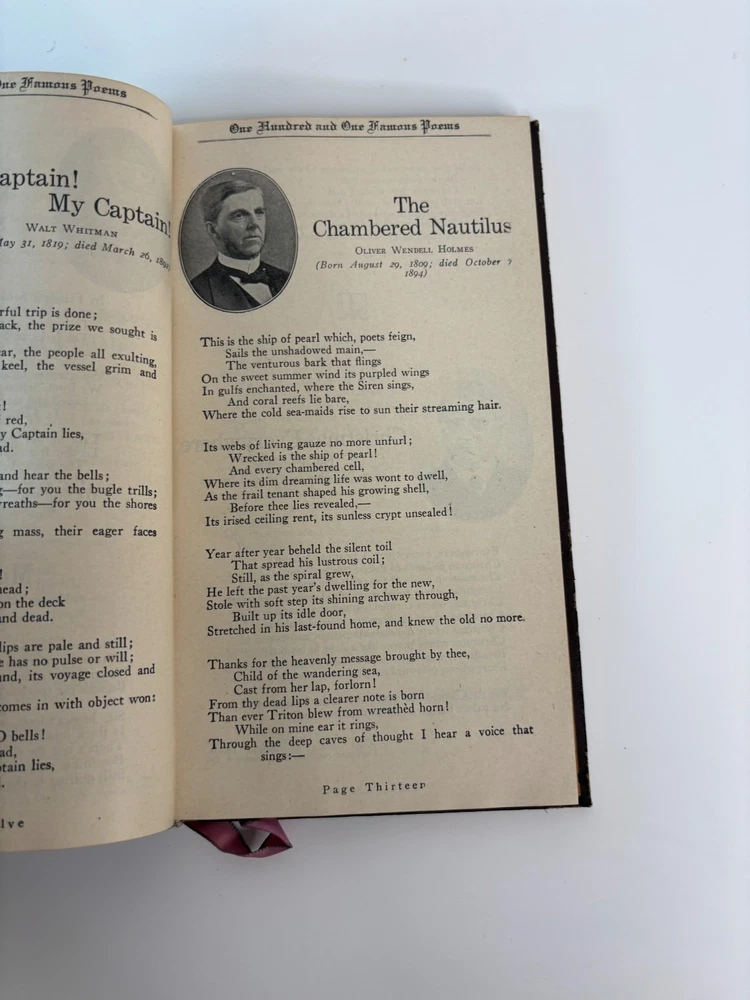 One Famous Poems
aptain!
My Captain!
WALT WHITMAN
May 31, 1819; died March 26, 1892)
rful trip is done;
ack, the prize we sought is
ar, the people all exulting,
keel, the vessel grim and
!
red,
y Captain lies,
d.
and hear the bells;
g—for you the bugle trills;
wreaths—for you the shores
g mass, their eager faces
!
head;
on the deck
and dead.
lips are pale and still;
e has no pulse or will;
und, its voyage closed and
comes in with object won:
O bells!
ad,
ptain lies,
.
lve
One Hundred and One Famous Poems
The
Chambered Nautilus
OLIVER WENDELL HOLMES
(Born August 29, 1809; died October 7
1894)
This is the ship of pearl which, poets feign,
Sails the unshadowed main,—
The venturous bark that flings
On the sweet summer wind its purpled wings
In gulfs enchanted, where the Siren sings,
And coral reefs lie bare,
Where the cold sea-maids rise to sun their streaming hair.
Its webs of living gauze no more unfurl;
Wrecked is the ship of pearl!
And every chambered cell,
Where its dim dreaming life was wont to dwell,
As the frail tenant shaped his growing shell,
Before thee lies revealed,—
Its irised ceiling rent, its sunless crypt unsealed!
Year after year beheld the silent toil
That spread his lustrous coil;
Still, as the spiral grew,
He left the past year's dwelling for the new,
Stole with soft step its shining archway through,
Built up its idle door,
Stretched in his last-found home, and knew the old no more.
Thanks for the heavenly message brought by thee,
Child of the wandering sea,
Cast from her lap, forlorn!
From thy dead lips a clearer note is born
Than ever Triton blew from wreathèd horn!
While on mine ear it rings,
Through the deep caves of thought I hear a voice that
sings:—
Page Thirteen